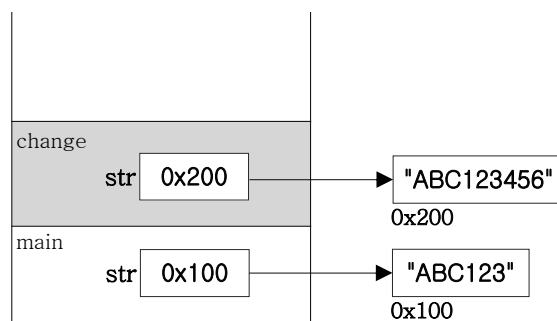 change
str 0x200 "ABC123456"
0x200
main
str 0x100 "ABC123"
0x100